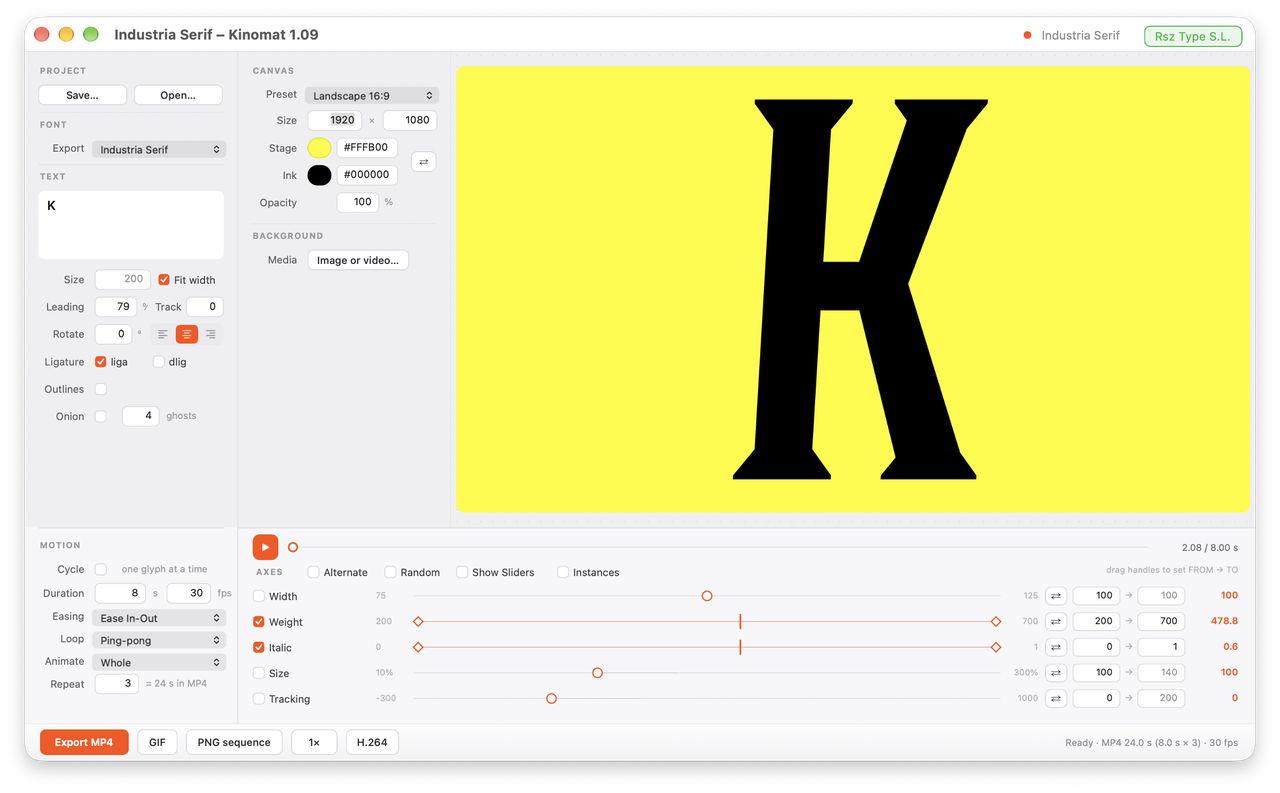 Industria Serif – Kinomat 1.09
Industria Serif
Rsz Type S.L.
PROJECT
Save...
Open...
FONT
Export
Industria Serif
TEXT
K
Size 200 Fit width
Leading 79 % Track 0
Rotate 0 °
Ligature liga dlig
Outlines
Onion 4 ghosts
CANVAS
Preset Landscape 16:9
Size 1920 × 1080
Stage #FFFB00
Ink #000000
Opacity 100 %
BACKGROUND
Media Image or video...
K
MOTION
Cycle one glyph at a time
Duration 8 s 30 fps
Easing Ease In-Out
Loop Ping-pong
Animate Whole
Repeat 3 = 24 s in MP4
2.08 / 8.00 s
AXES Alternate Random Show Sliders Instances drag handles to set FROM → TO
Width 75 125 ⇄ 100 → 100 100
Weight 200 700 ⇄ 200 → 700 478.8
Italic 0 1 ⇄ 0 → 1 0.6
Size 10% 300% ⇄ 100 → 140 100
Tracking -300 1000 ⇄ 0 → 200 0
Export MP4 GIF PNG sequence 1× H.264
Ready · MP4 24.0 s (8.0 s × 3) · 30 fps